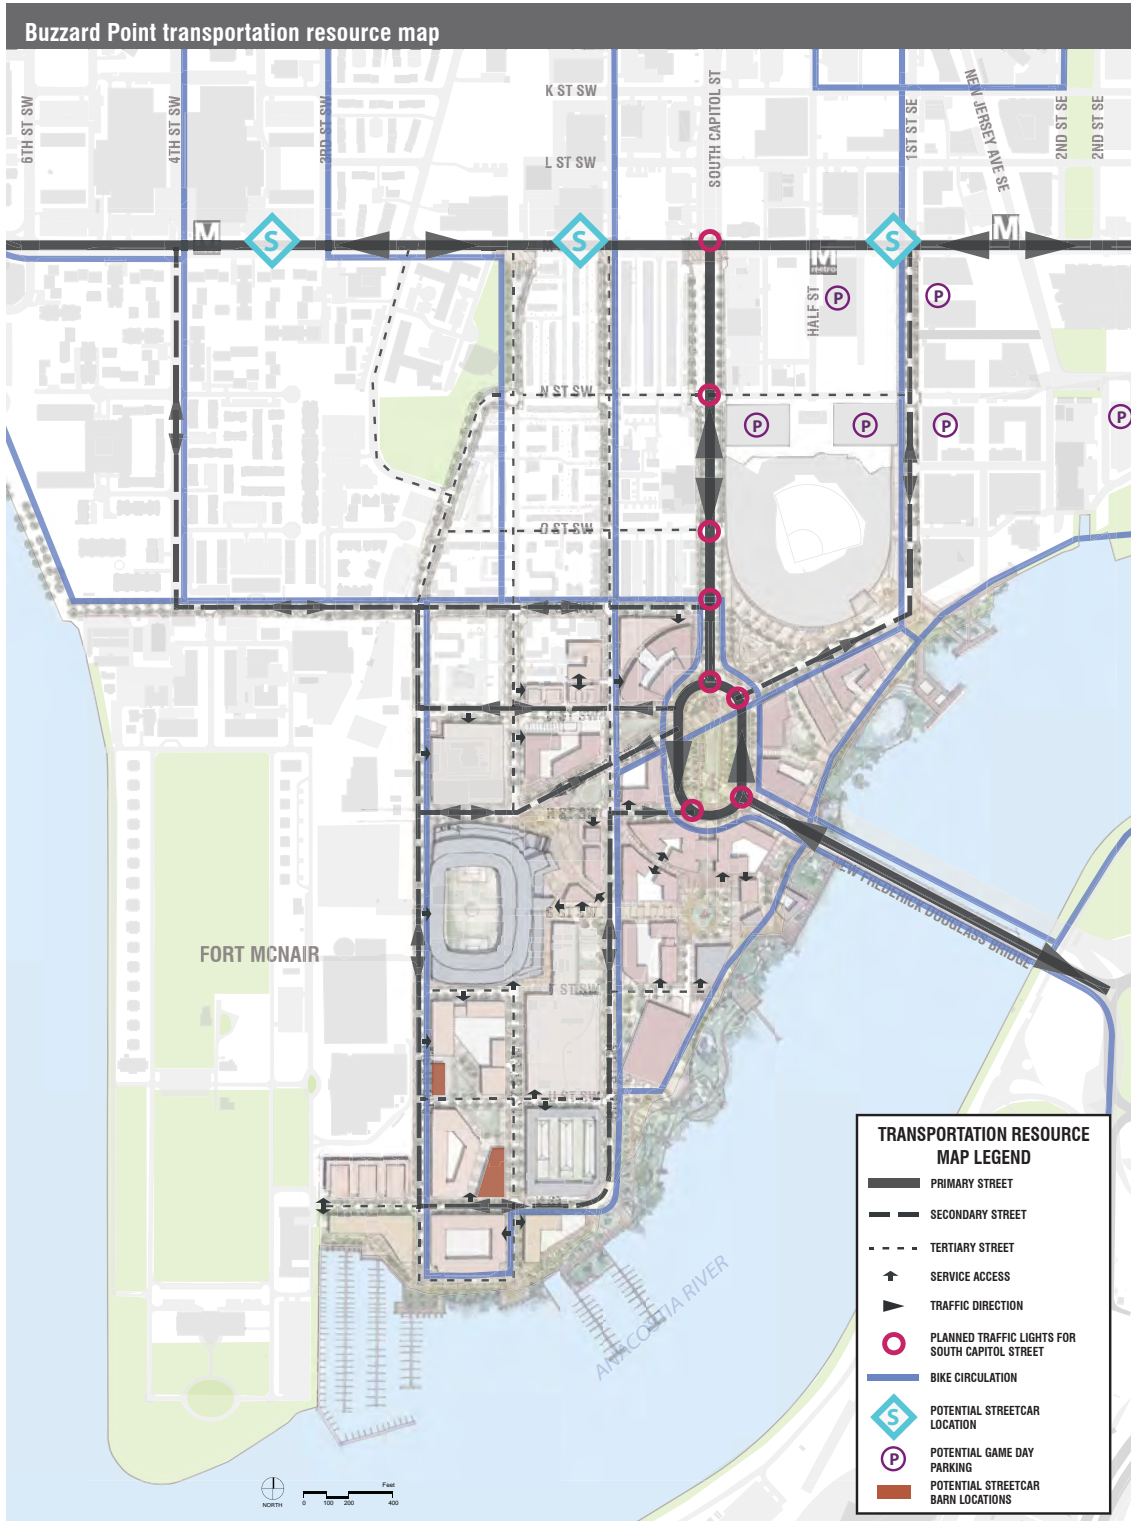 Buzzard Point transportation resource map
K ST SW
L ST SW
6TH ST SW
4TH ST SW
3RD ST SW
SOUTH CAPITOL ST
1ST ST SE
NEW JERSEY AVE SE
2ND ST SE
2ND ST SE
M
S
S
S
M
M
metro
HALF ST
P
P
N ST SW
P
P
P
P
O ST SW
FORT MCNAIR
NEW FREDERICK DOUGLASS BRIDGE
T ST SW
ANACOSTIA RIVER
TRANSPORTATION RESOURCE
MAP LEGEND
PRIMARY STREET
SECONDARY STREET
TERTIARY STREET
SERVICE ACCESS
TRAFFIC DIRECTION
PLANNED TRAFFIC LIGHTS FOR
SOUTH CAPITOL STREET
BIKE CIRCULATION
S
POTENTIAL STREETCAR
LOCATION
P
POTENTIAL GAME DAY
PARKING
POTENTIAL STREETCAR
BARN LOCATIONS
NORTH
Feet
0 100 200 400